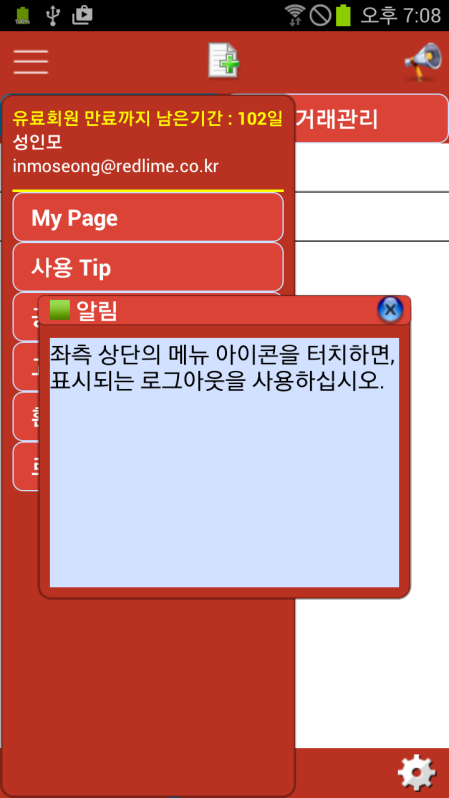 100%
오후 7:08
거래관리
유료회원 만료까지 남은기간 : 102일
성인모
inmoseong@redlime.co.kr
My Page
사용 Tip
알림
좌측 상단의 메뉴 아이콘을 터치하면,
표시되는 로그아웃을 사용하십시오.